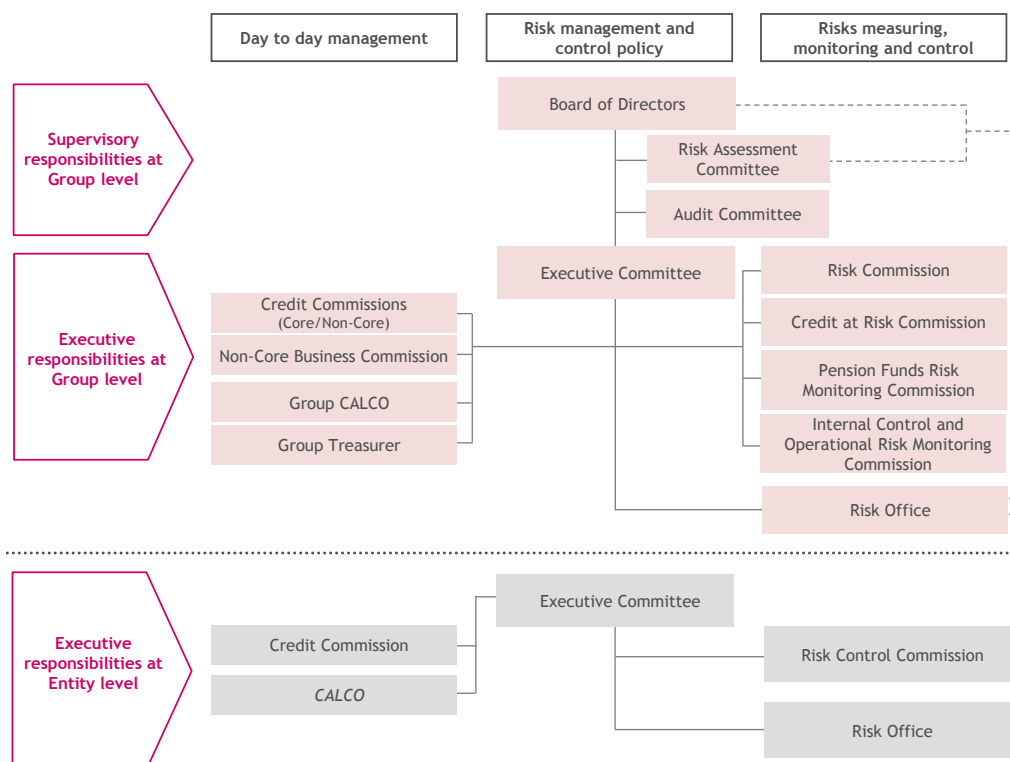 Day to day management
Risk management and
control policy
Risks measuring,
monitoring and control
Supervisory
responsibilities at
Group level
Board of Directors
Risk Assessment
Committee
Audit Committee
Executive
responsibilities at
Group level
Executive Committee
Credit Commissions
(Core/Non-Core)
Non-Core Business Commission
Group CALCO
Group Treasurer
Risk Commission
Credit at Risk Commission
Pension Funds Risk
Monitoring Commission
Internal Control and
Operational Risk Monitoring
Commission
Risk Office
Executive
responsibilities at
Entity level
Executive Committee
Credit Commission
CALCO
Risk Control Commission
Risk Office